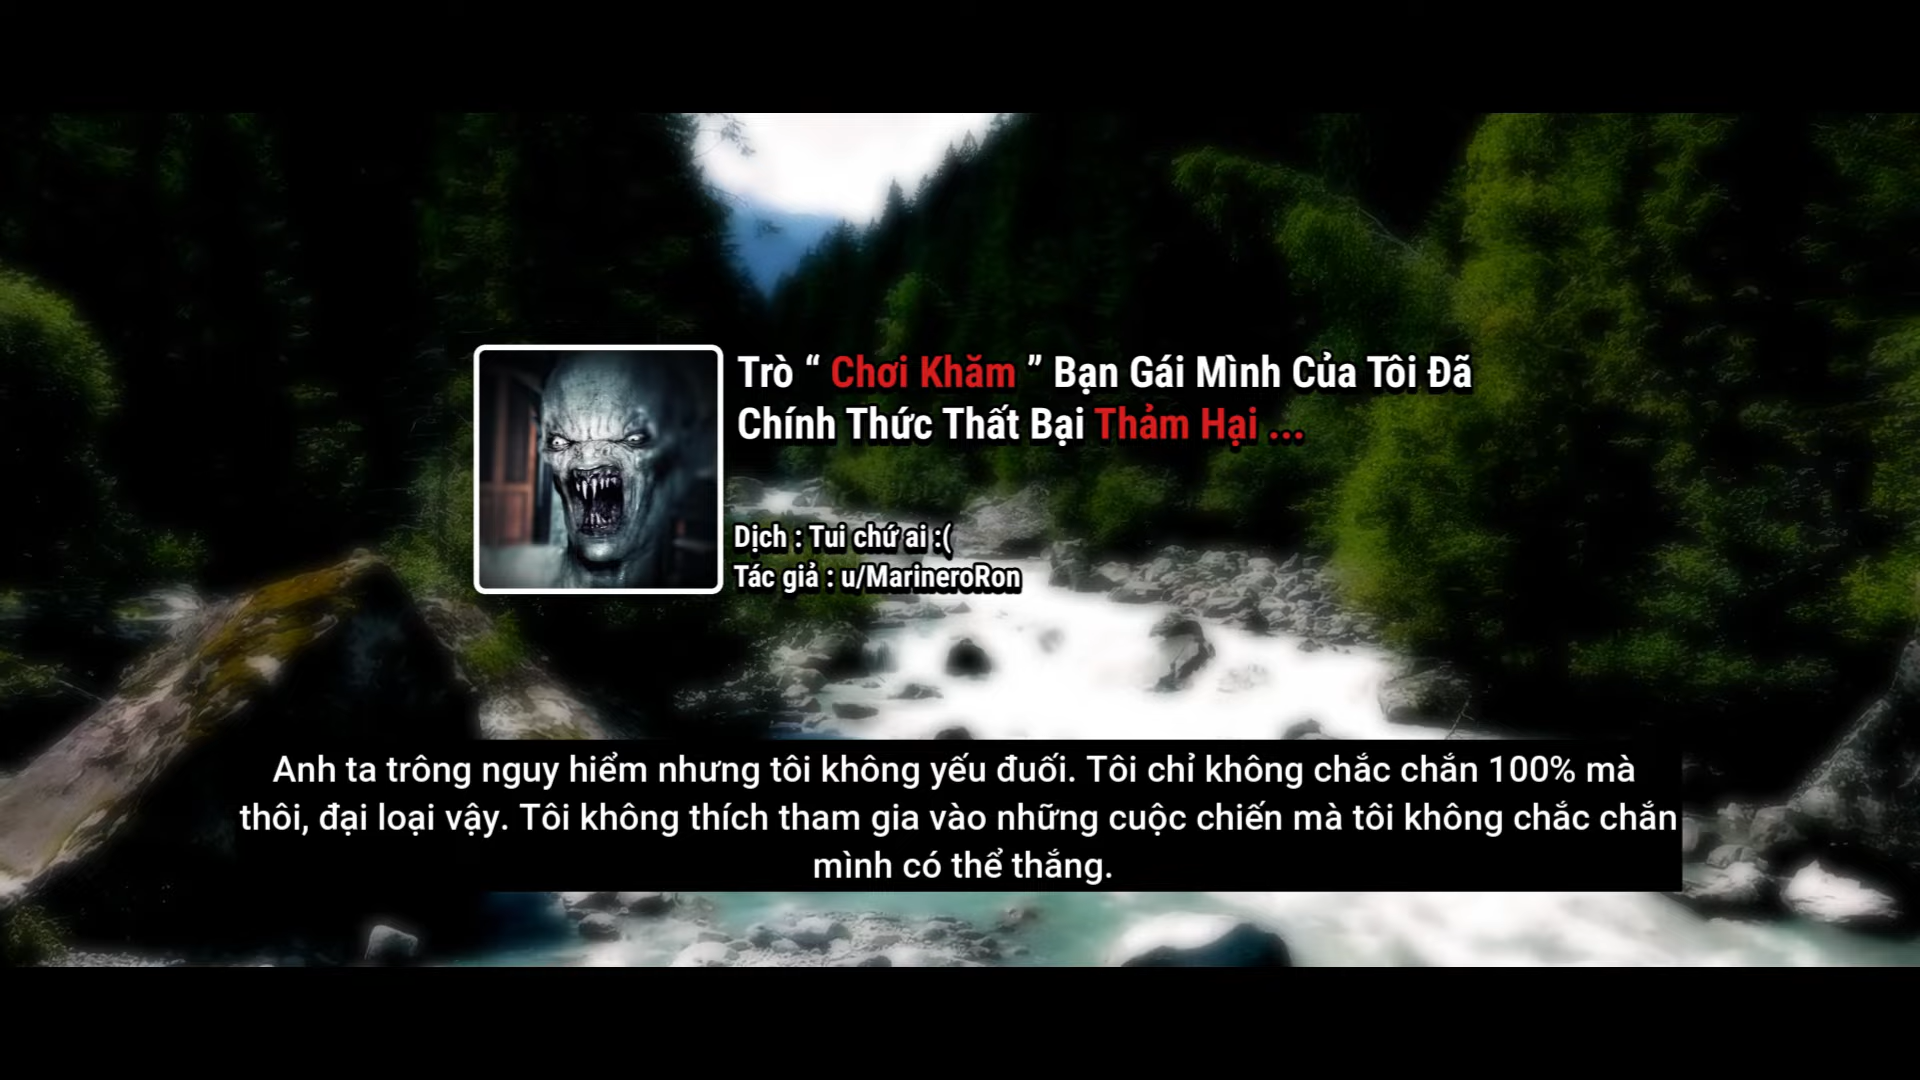 Trò “ Chơi Khăm ” Bạn Gái Mình Của Tôi Đã
Chính Thức Thất Bại Thảm Hại ...
Dịch : Tui chứ ai :(
Tác giả : u/MarineroRon
Anh ta trông nguy hiểm nhưng tôi không yếu đuối. Tôi chỉ không chắc chắn 100% mà
thôi, đại loại vậy. Tôi không thích tham gia vào những cuộc chiến mà tôi không chắc chắn
mình có thể thắng.